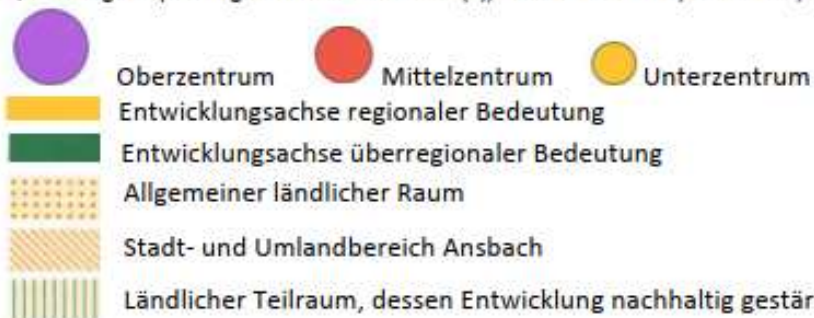 Oberzentrum Mittelzentrum Unterzentrum
Entwicklungsachse regionaler Bedeutung
Entwicklungsachse überregionaler Bedeutung
Allgemeiner ländlicher Raum
Stadt- und Umlandbereich Ansbach
Ländlicher Teilraum, dessen Entwicklung nachhaltig gestär